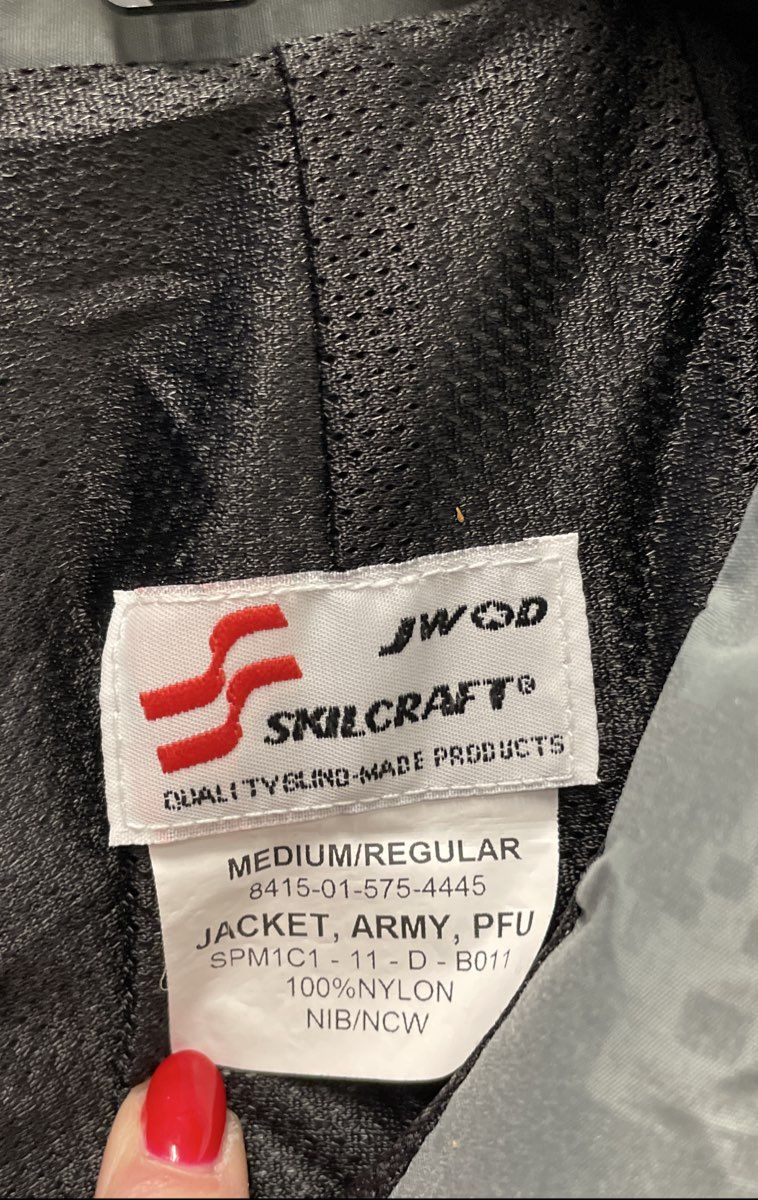 JWOD
SKILCRAFT®
QUALITY BLIND-MADE PRODUCTS
MEDIUM/REGULAR
8415-01-575-4445
JACKET, ARMY, PFU
SPM1C1 - 11 - D - B011
100%NYLON
NIB/NCW